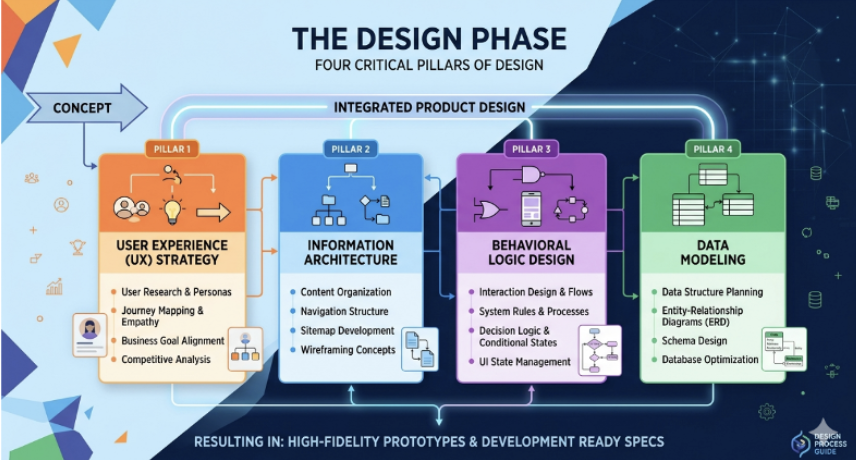 THE DESIGN PHASE
FOUR CRITICAL PILLARS OF DESIGN
CONCEPT
INTEGRATED PRODUCT DESIGN
PILLAR 1
USER EXPERIENCE
(UX) STRATEGY
User Research & Personas
Journey Mapping &
Empathy
Business Goal Alignment
Competitive Analysis
PILLAR 2
INFORMATION
ARCHITECTURE
Content Organization
Navigation Structure
Sitemap Development
Wireframing Concepts
PILLAR 3
BEHAVIORAL
LOGIC DESIGN
Interaction Design & Flows
System Rules & Processes
Decision Logic &
Conditional States
UI State Management
PILLAR 4
DATA
MODELING
Data Structure Planning
Entity-Relationship
Diagrams (ERD)
Schema Design
Database Optimization
RESULTING IN: HIGH-FIDELITY PROTOTYPES & DEVELOPMENT READY SPECS
DESIGN
PROCESS
GUIDE